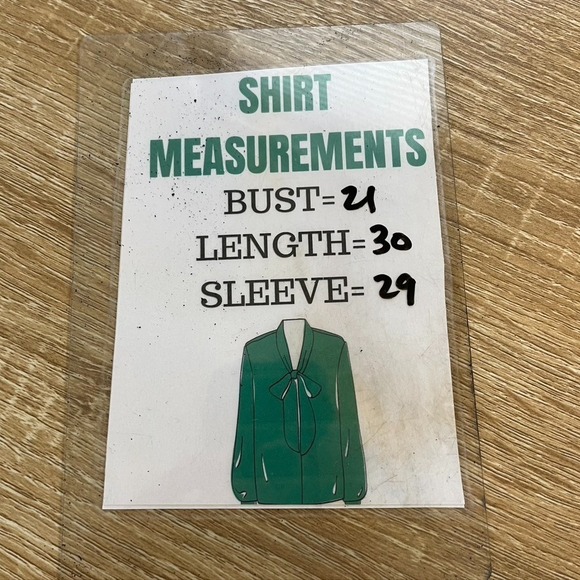 SHIRT
MEASUREMENTS
BUST=21
LENGTH=30
SLEEVE=29